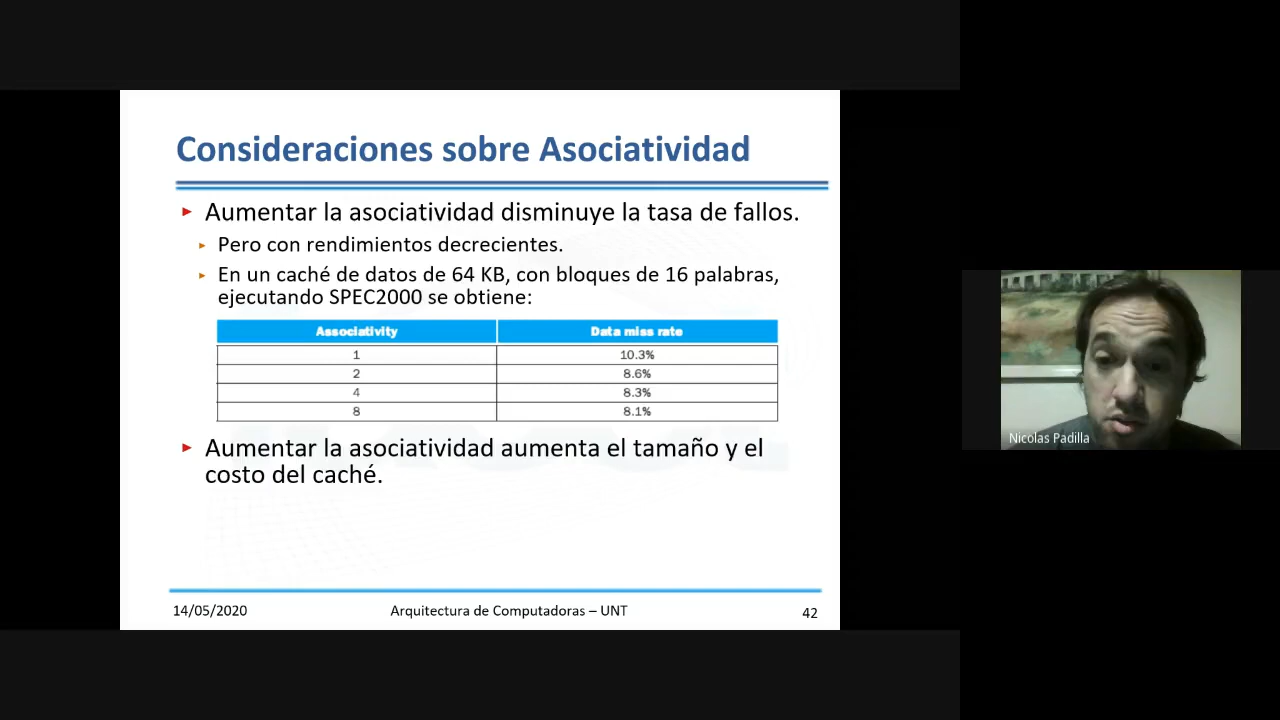 Consideraciones sobre Asociatividad
Aumentar la asociatividad disminuye la tasa de fallos.
Pero con rendimientos decrecientes.
En un caché de datos de 64 KB, con bloques de 16 palabras,
ejecutando SPEC2000 se obtiene:
Associativity Data miss rate
1 10.3%
2 8.6%
4 8.3%
8 8.1%
Aumentar la asociatividad aumenta el tamaño y el
costo del caché.
14/05/2020 Arquitectura de Computadoras – UNT 42
Nicolas Padilla